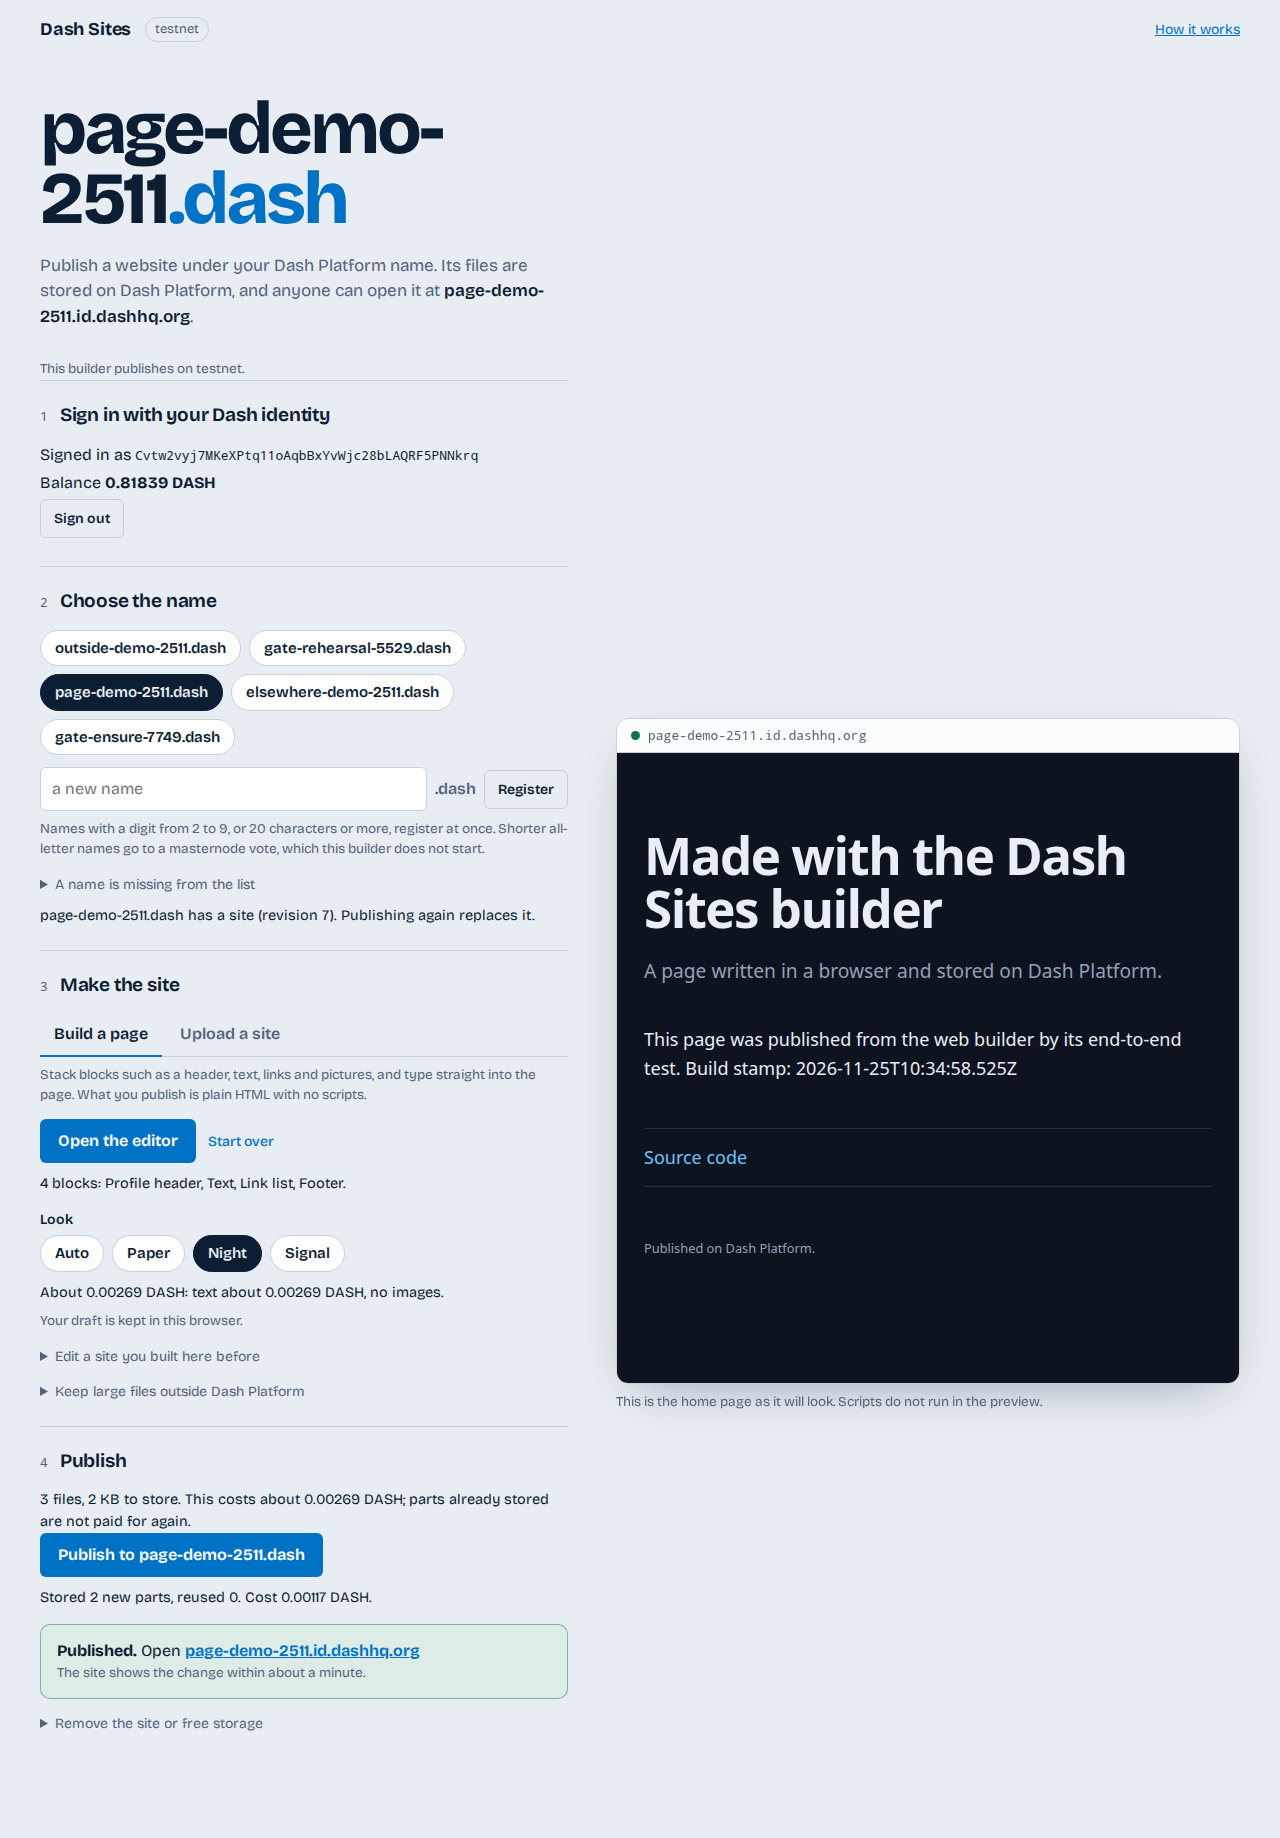 Dash Sites
testnet
How it works
page-demo-
2511.dash
Publish a website under your Dash Platform name. Its files are
stored on Dash Platform, and anyone can open it at page-demo-
2511.id.dashhq.org.
This builder publishes on testnet.
1 Sign in with your Dash identity
Signed in as Cvtw2vyj7MKeXPtq11oAqbBxYvWjc28bLAQRF5PNNkrq
Balance 0.81839 DASH
Sign out
2 Choose the name
outside-demo-2511.dash
gate-rehearsal-5529.dash
page-demo-2511.dash
elsewhere-demo-2511.dash
gate-ensure-7749.dash
a new name
.dash
Register
Names with a digit from 2 to 9, or 20 characters or more, register at once. Shorter all-
letter names go to a masternode vote, which this builder does not start.
A name is missing from the list
page-demo-2511.dash has a site (revision 7). Publishing again replaces it.
3 Make the site
Build a page
Upload a site
Stack blocks such as a header, text, links and pictures, and type straight into the
page. What you publish is plain HTML with no scripts.
Open the editor
Start over
4 blocks: Profile header, Text, Link list, Footer.
Look
Auto
Paper
Night
Signal
About 0.00269 DASH: text about 0.00269 DASH, no images.
Your draft is kept in this browser.
Edit a site you built here before
Keep large files outside Dash Platform
4 Publish
3 files, 2 KB to store. This costs about 0.00269 DASH; parts already stored
are not paid for again.
Publish to page-demo-2511.dash
Stored 2 new parts, reused 0. Cost 0.00117 DASH.
Published. Open page-demo-2511.id.dashhq.org
The site shows the change within about a minute.
Remove the site or free storage
page-demo-2511.id.dashhq.org
Made with the Dash
Sites builder
A page written in a browser and stored on Dash Platform.
This page was published from the web builder by its end-to-end
test. Build stamp: 2026-11-25T10:34:58.525Z
Source code
Published on Dash Platform.
This is the home page as it will look. Scripts do not run in the preview.